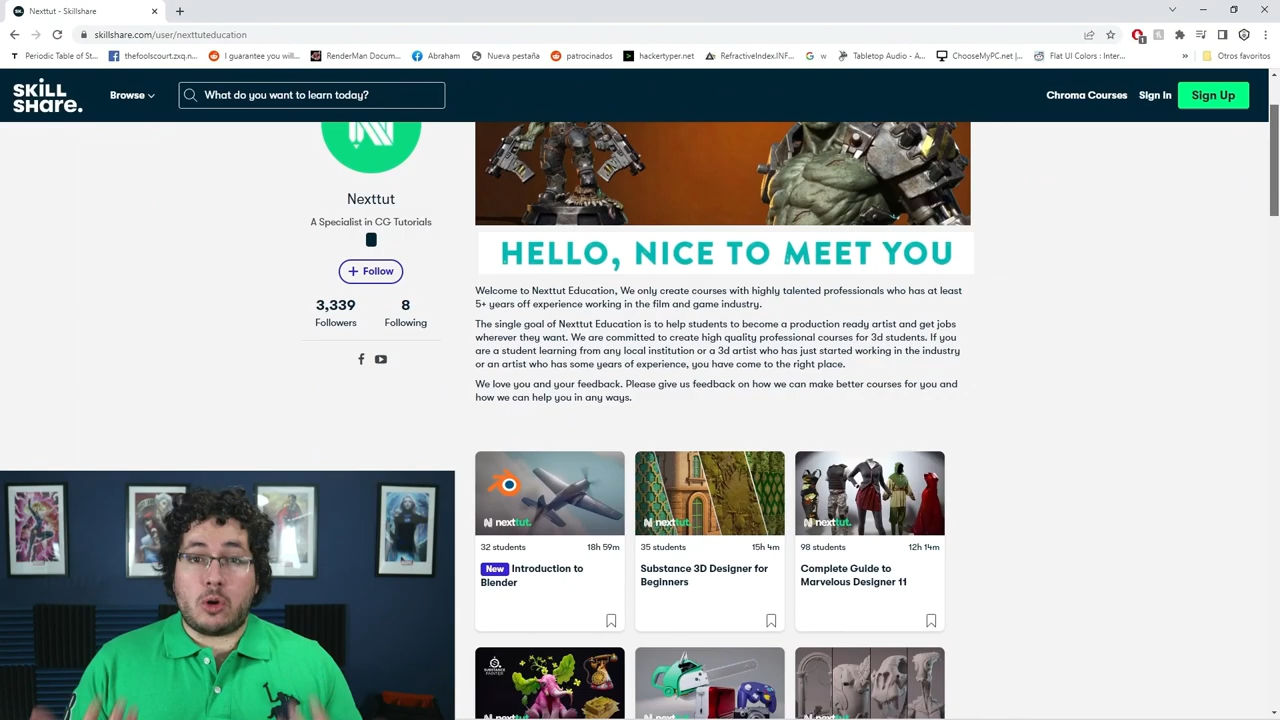 Nexttut - Skillshare
skillshare.com/user/nexttuteducation
Periodic Table of St...
thefoolscourt.zxq.n...
I guarantee you will...
RenderMan Docum...
Abraham
Nueva pestaña
patrocinados
hackertyper.net
RefractiveIndex.INF...
w
Tabletop Audio - A...
ChooseMyPC.net |...
Flat UI Colors : Inter...
»
Otros favoritos
SKILL
SHARE.
Browse
What do you want to learn today?
Chroma Courses
Sign In
Sign Up
N
Nexttut
A Specialist in CG Tutorials
+ Follow
3,339
Followers
8
Following
HELLO, NICE TO MEET YOU
Welcome to Nexttut Education, We only create courses with highly talented professionals who has at least
5+ years off experience working in the film and game industry.
The single goal of Nexttut Education is to help students to become a production ready artist and get jobs
wherever they want. We are committed to create high quality professional courses for 3d students. If you
are a student learning from any local institution or a 3d artist who has just started working in the industry
or an artist who has some years of experience, you have come to the right place.
We love you and your feedback. Please give us feedback on how we can make better courses for you and
how we can help you in any ways.
nexttut.
32 students
18h 59m
New Introduction to
Blender
nexttut.
35 students
15h 4m
Substance 3D Designer for
Beginners
nexttut.
98 students
12h 14m
Complete Guide to
Marvelous Designer 11
SUBSTANCE
PAINTER